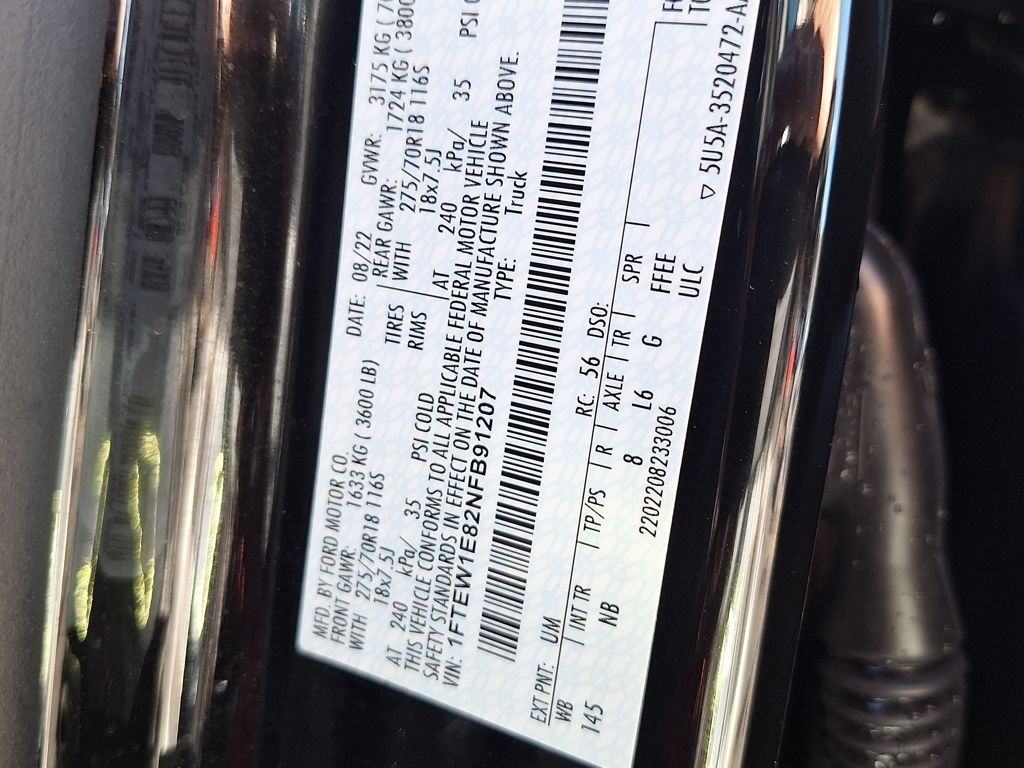 MFD. BY FORD MOTOR CO.
DATE: 08/22 GVWR: 3175 KG
FRONT GAWR: 1633 KG (3600 LB) REAR GAWR: 1724 KG (3800
WITH 275/70R18 116S TIRES WITH 275/70R18 116S
18x7.5J RIMS 18x7.5J
AT 240 kPa/ 35 PSI COLD AT 240 kPa/ 35 PSI
THIS VEHICLE CONFORMS TO ALL APPLICABLE FEDERAL MOTOR VEHICLE
SAFETY STANDARDS IN EFFECT ON THE DATE OF MANUFACTURE SHOWN ABOVE.
VIN: 1FTEW1E82NFB91207 TYPE: Truck
EXT PNT: UM RC: 56 DSO:
WB INT TR TP/PS R AXLE TR SPR
145 NB 8 L6 G FFEE
ULC
2202208233006
5U5A-3520472-A